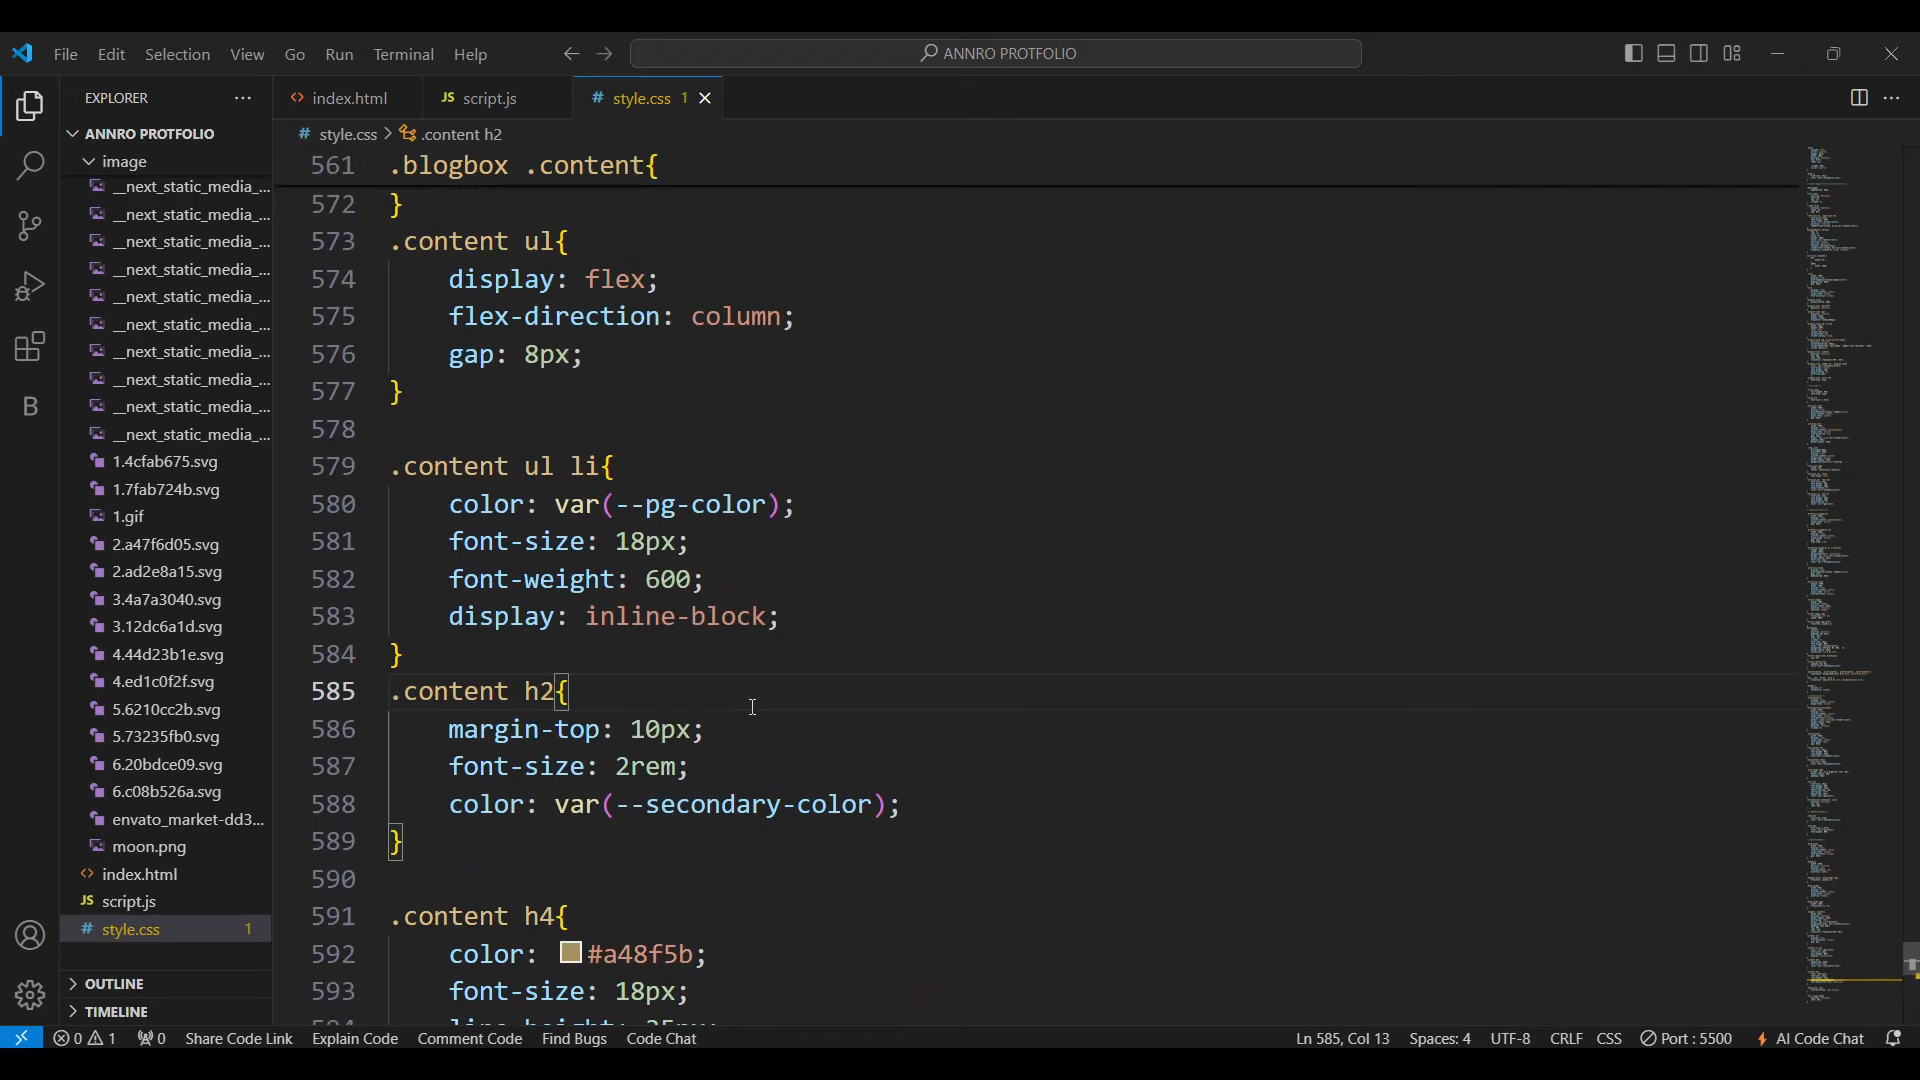 File Edit Selection View Go Run Terminal Help
ANNRO PROTFOLIO
EXPLORER
index.html
JS script.js
# style.css 1
ANNRO PROTFOLIO
# style.css > .content h2
image
561 .blogbox .content{
__next_static_media_...
__next_static_media_...
__next_static_media_...
__next_static_media_...
__next_static_media_...
__next_static_media_...
__next_static_media_...
__next_static_media_...
__next_static_media_...
__next_static_media_...
1.4cfab675.svg
1.7fab724b.svg
1.gif
2.a47f6d05.svg
2.ad2e8a15.svg
3.4a7a3040.svg
3.12dc6a1d.svg
4.44d23b1e.svg
4.ed1c0f2f.svg
5.6210cc2b.svg
5.73235fb0.svg
6.20bdce09.svg
6.c08b526a.svg
envato_market-dd3...
moon.png
index.html
JS script.js
# style.css 1
OUTLINE
TIMELINE
B
572 }
573 .content ul{
574 display: flex;
575 flex-direction: column;
576 gap: 8px;
577 }
578
579 .content ul li{
580 color: var(--pg-color);
581 font-size: 18px;
582 font-weight: 600;
583 display: inline-block;
584 }
585 .content h2{
586 margin-top: 10px;
587 font-size: 2rem;
588 color: var(--secondary-color);
589 }
590
591 .content h4{
592 color: #a48f5b;
593 font-size: 18px;
0 1 0 Share Code Link Explain Code Comment Code Find Bugs Code Chat
Ln 585, Col 13 Spaces: 4 UTF-8 CRLF CSS Port : 5500 AI Code Chat